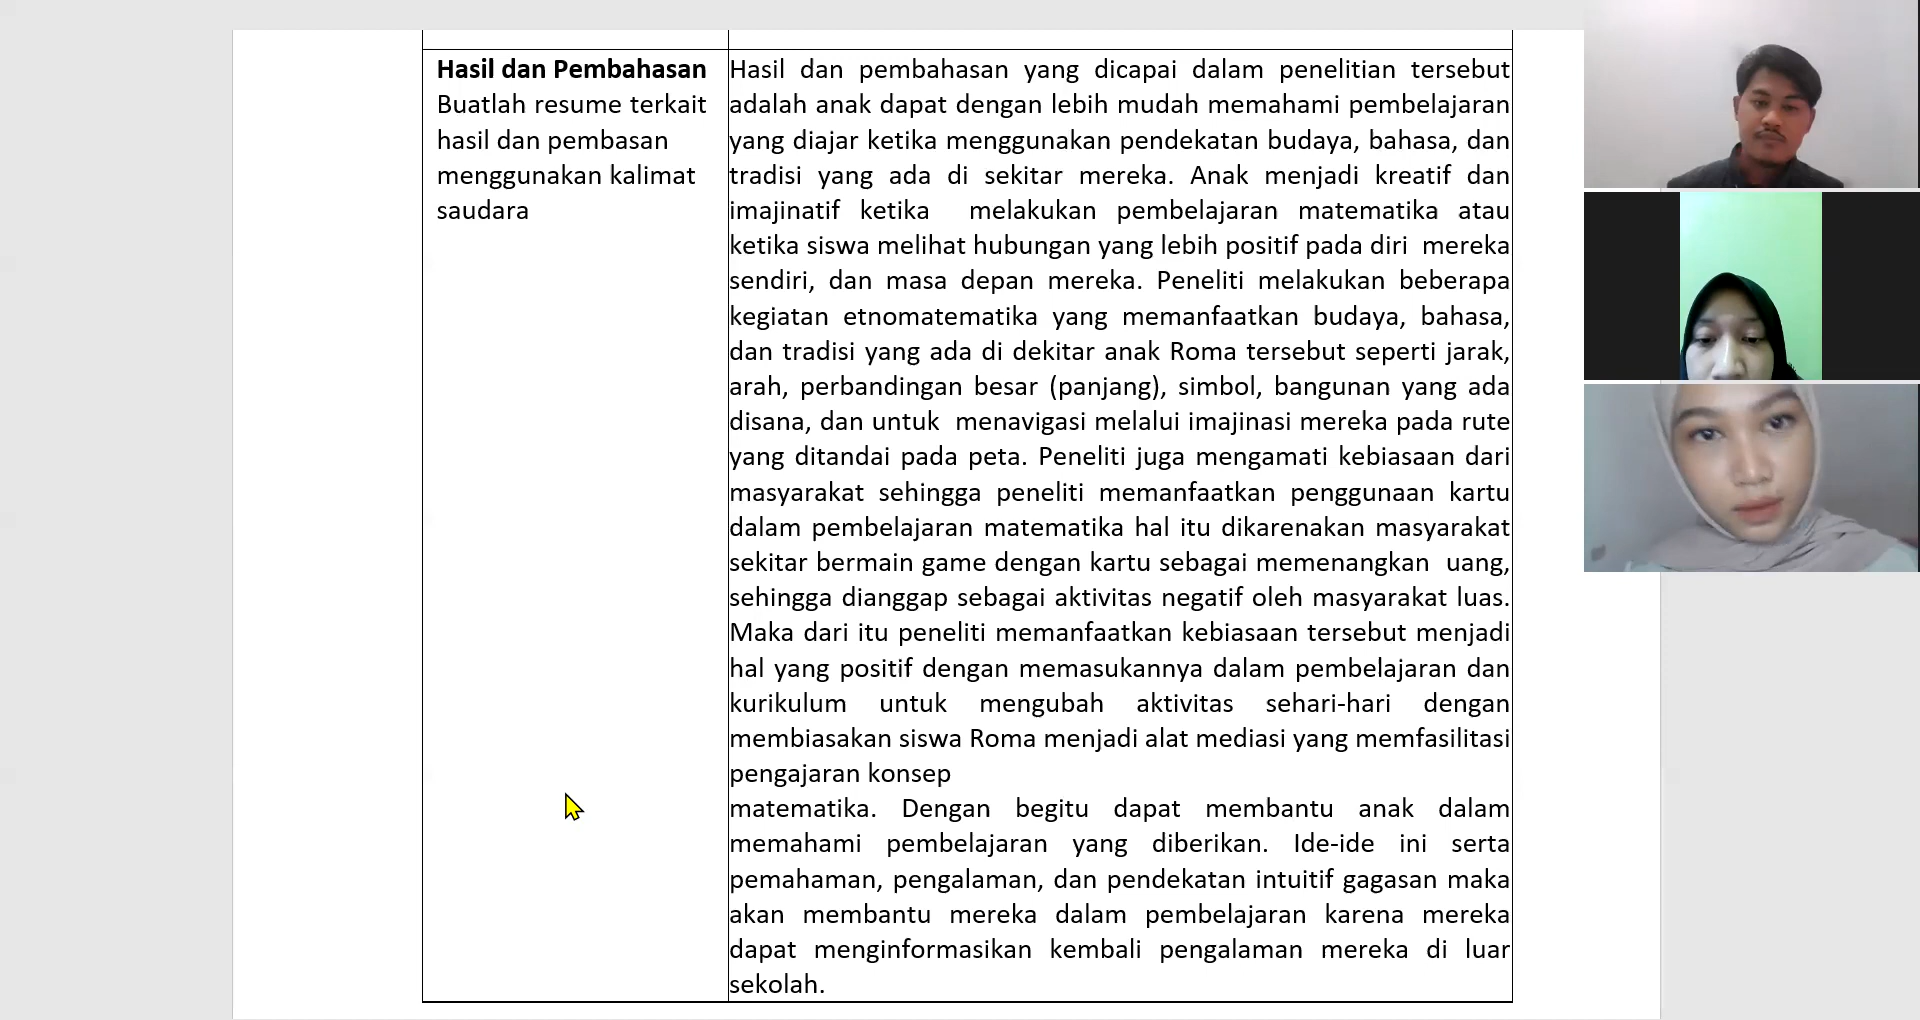 Hasil dan Pembahasan
Buatlah resume terkait
hasil dan pembasan
menggunakan kalimat
saudara
Hasil dan pembahasan yang dicapai dalam penelitian tersebut
adalah anak dapat dengan lebih mudah memahami pembelajaran
yang diajar ketika menggunakan pendekatan budaya, bahasa, dan
tradisi yang ada di sekitar mereka. Anak menjadi kreatif dan
imajinatif ketika melakukan pembelajaran matematika atau
ketika siswa melihat hubungan yang lebih positif pada diri mereka
sendiri, dan masa depan mereka. Peneliti melakukan beberapa
kegiatan etnomatematika yang memanfaatkan budaya, bahasa,
dan tradisi yang ada di dekitar anak Roma tersebut seperti jarak,
arah, perbandingan besar (panjang), simbol, bangunan yang ada
disana, dan untuk menavigasi melalui imajinasi mereka pada rute
yang ditandai pada peta. Peneliti juga mengamati kebiasaan dari
masyarakat sehingga peneliti memanfaatkan penggunaan kartu
dalam pembelajaran matematika hal itu dikarenakan masyarakat
sekitar bermain game dengan kartu sebagai memenangkan uang,
sehingga dianggap sebagai aktivitas negatif oleh masyarakat luas.
Maka dari itu peneliti memanfaatkan kebiasaan tersebut menjadi
hal yang positif dengan memasukannya dalam pembelajaran dan
kurikulum untuk mengubah aktivitas sehari-hari dengan
membiasakan siswa Roma menjadi alat mediasi yang memfasilitasi
pengajaran konsep
matematika. Dengan begitu dapat membantu anak dalam
memahami pembelajaran yang diberikan. Ide-ide ini serta
pemahaman, pengalaman, dan pendekatan intuitif gagasan maka
akan membantu mereka dalam pembelajaran karena mereka
dapat menginformasikan kembali pengalaman mereka di luar
sekolah.